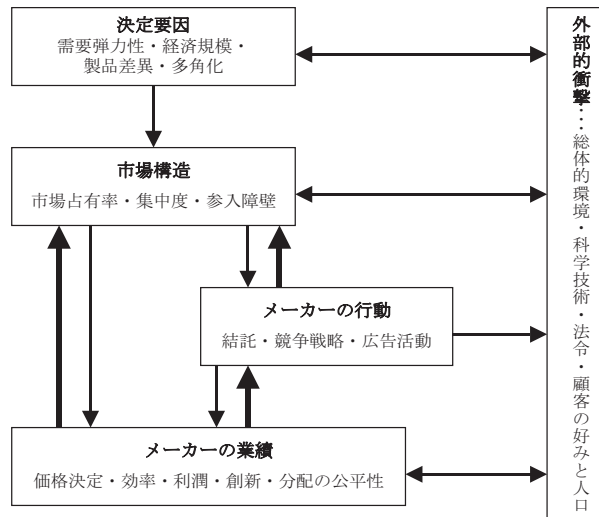 決定要因
需要弾力性・経済規模・
製品差異・多角化
市場構造
市場占有率・集中度・参入障壁
メーカーの行動
結託・競争戦略・広告活動
メーカーの業績
価格決定・効率・利潤・創新・分配の公平性
外部的衝撃……総体的環境・科学技術・法令・顧客の好みと人口